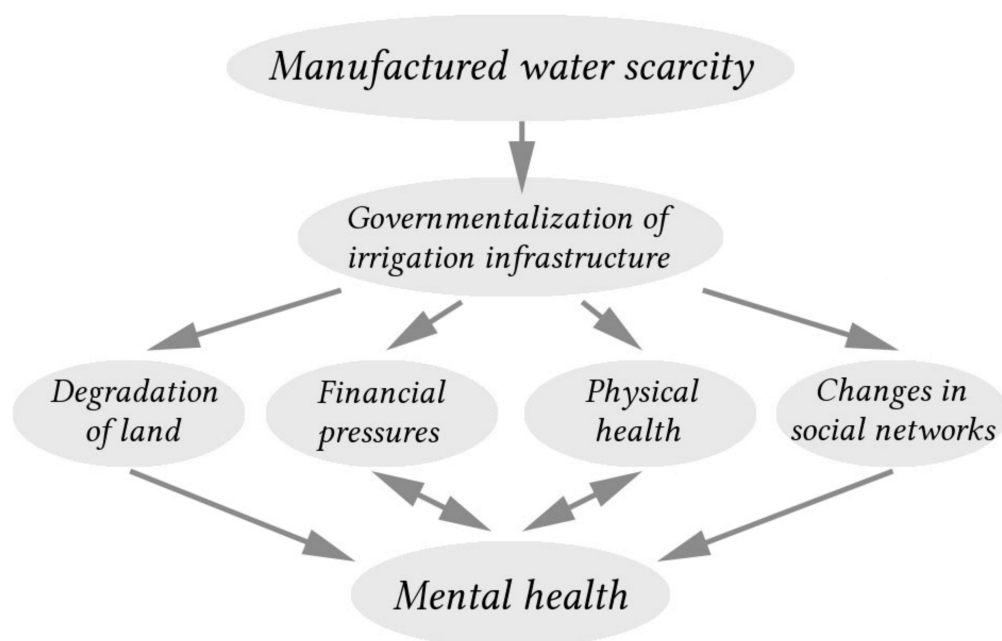 Manufactured water scarcity
Governmentalization of
irrigation infrastructure
Degradation
of land
Financial
pressures
Physical
health
Changes in
social networks
Mental health